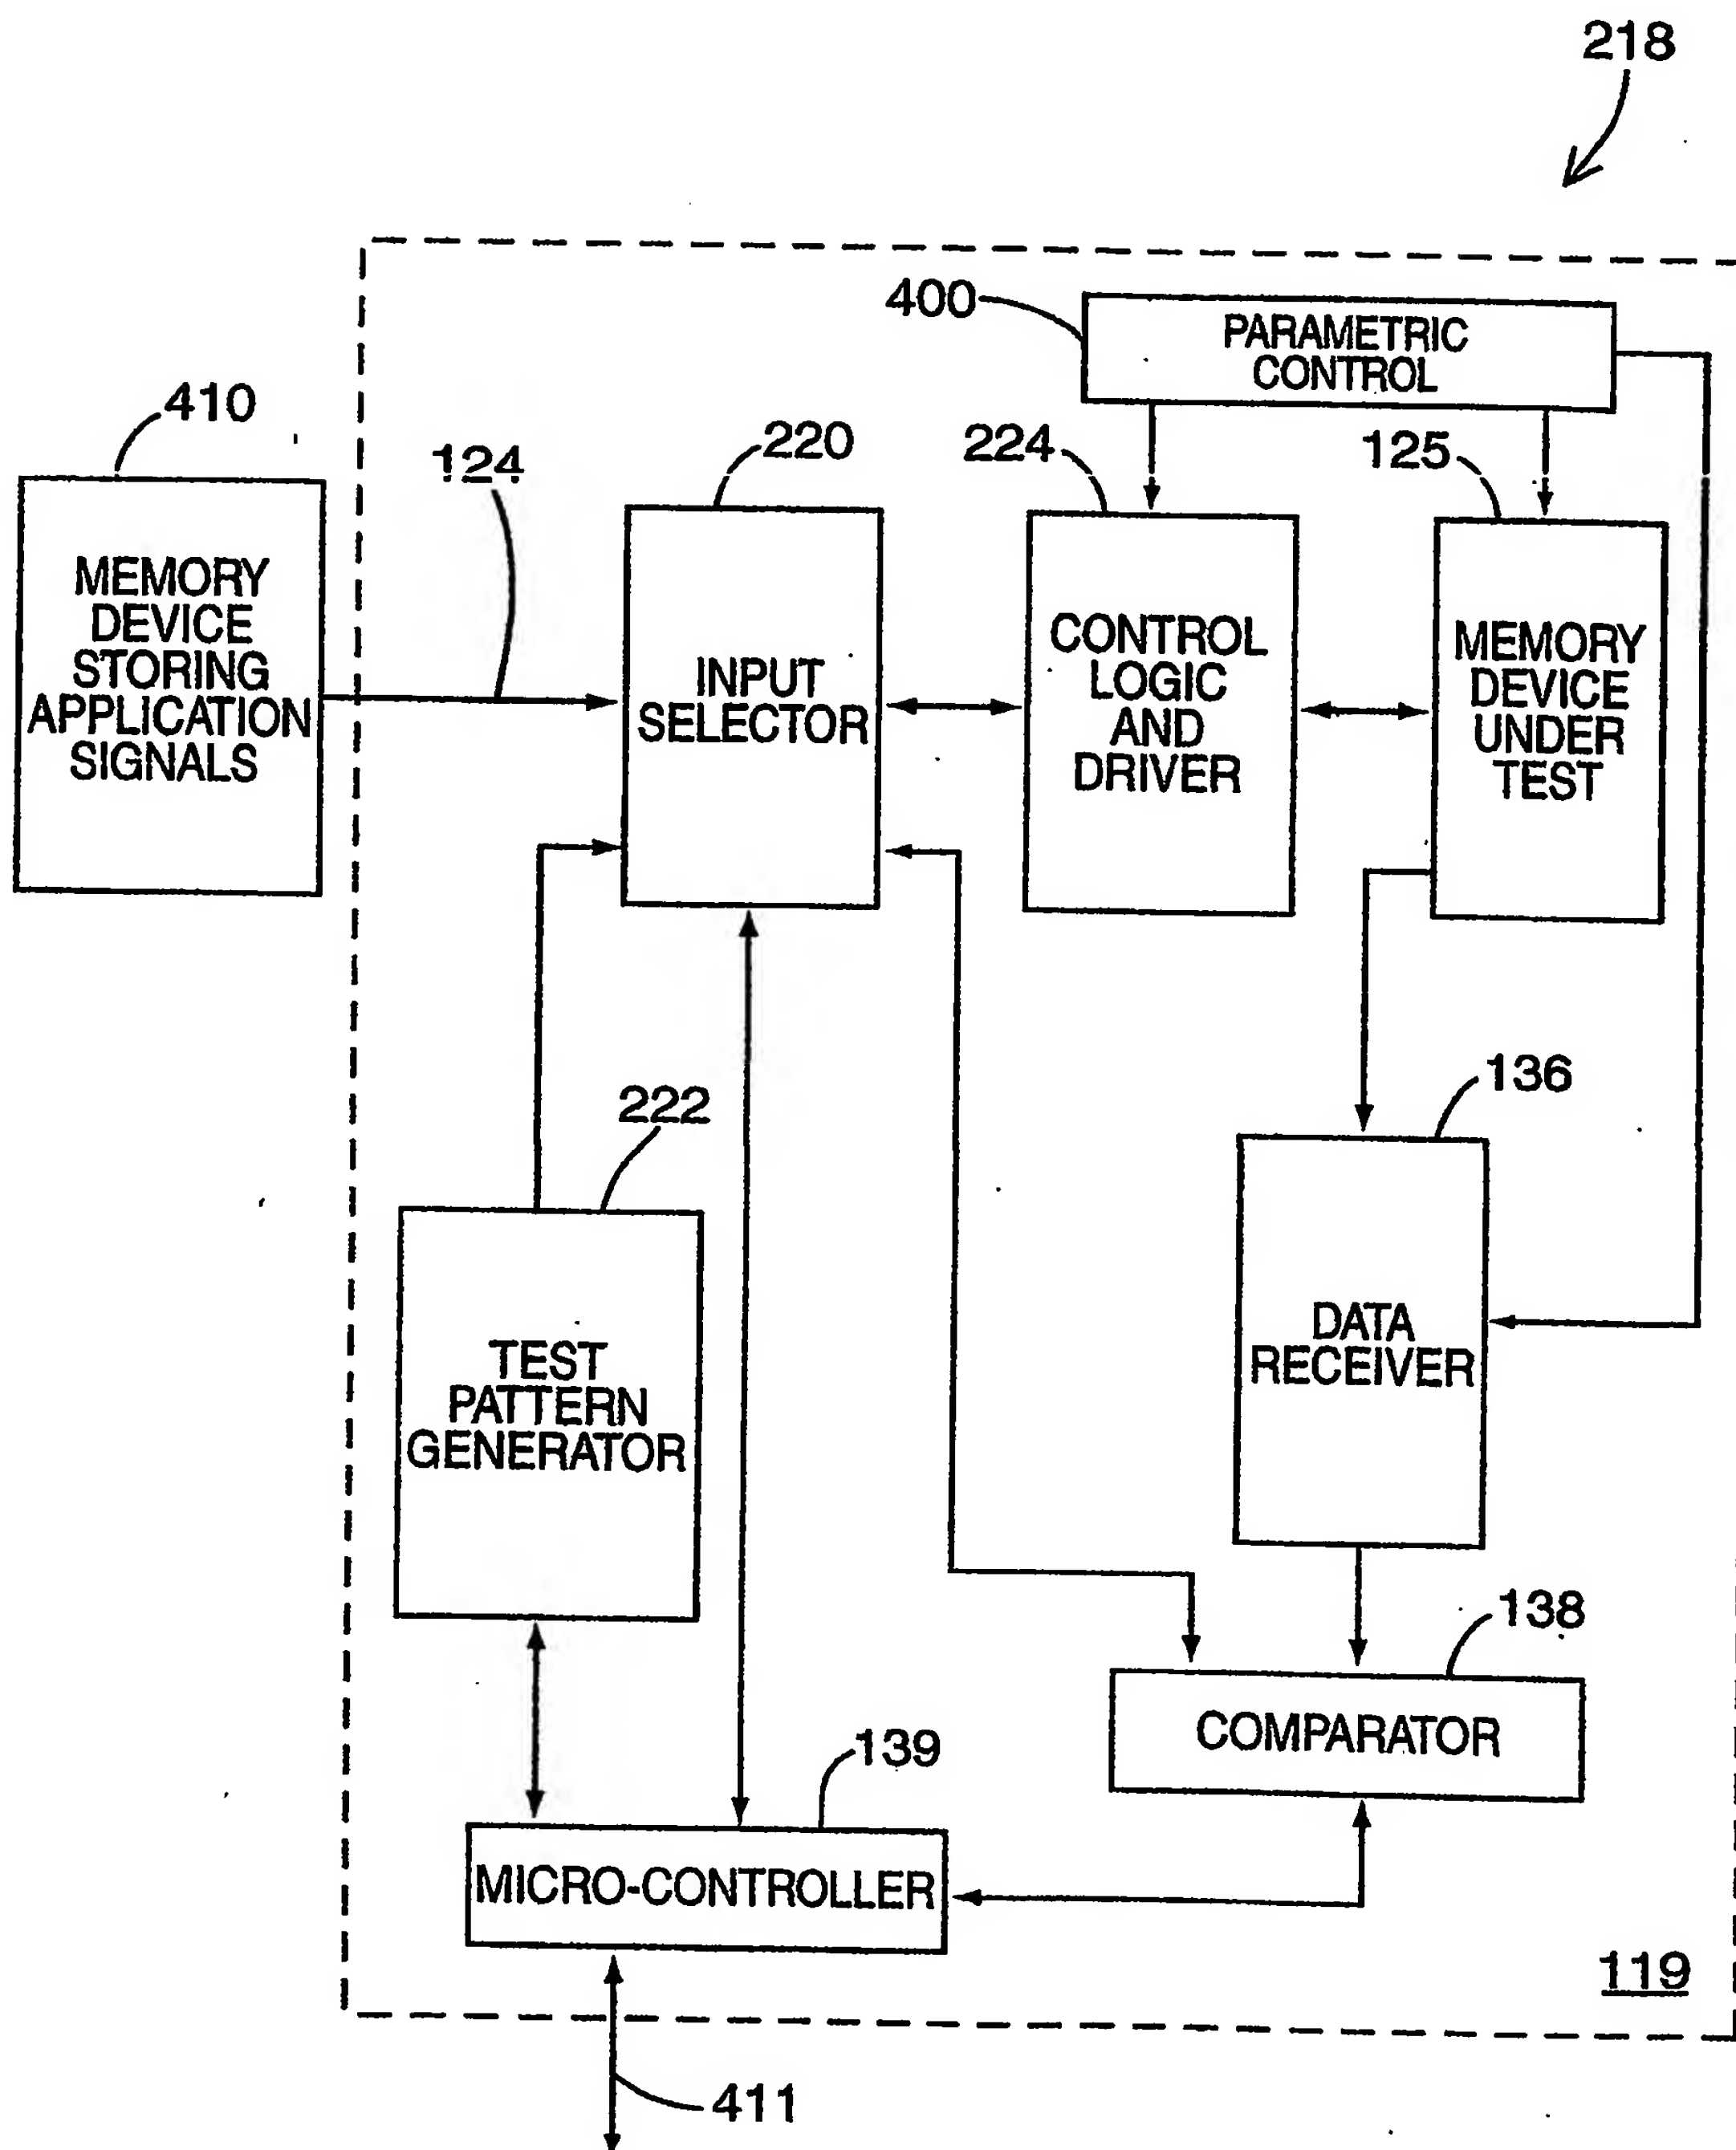 218
400
PARAMETRIC
CONTROL
410
124
220
224
125
MEMORY
DEVICE
STORING
APPLICATION
SIGNALS
INPUT
SELECTOR
CONTROL
LOGIC
AND
DRIVER
MEMORY
DEVICE
UNDER
TEST
136
222
DATA
RECEIVER
TEST
PATTERN
GENERATOR
138
COMPARATOR
139
MICRO-CONTROLLER
119
411